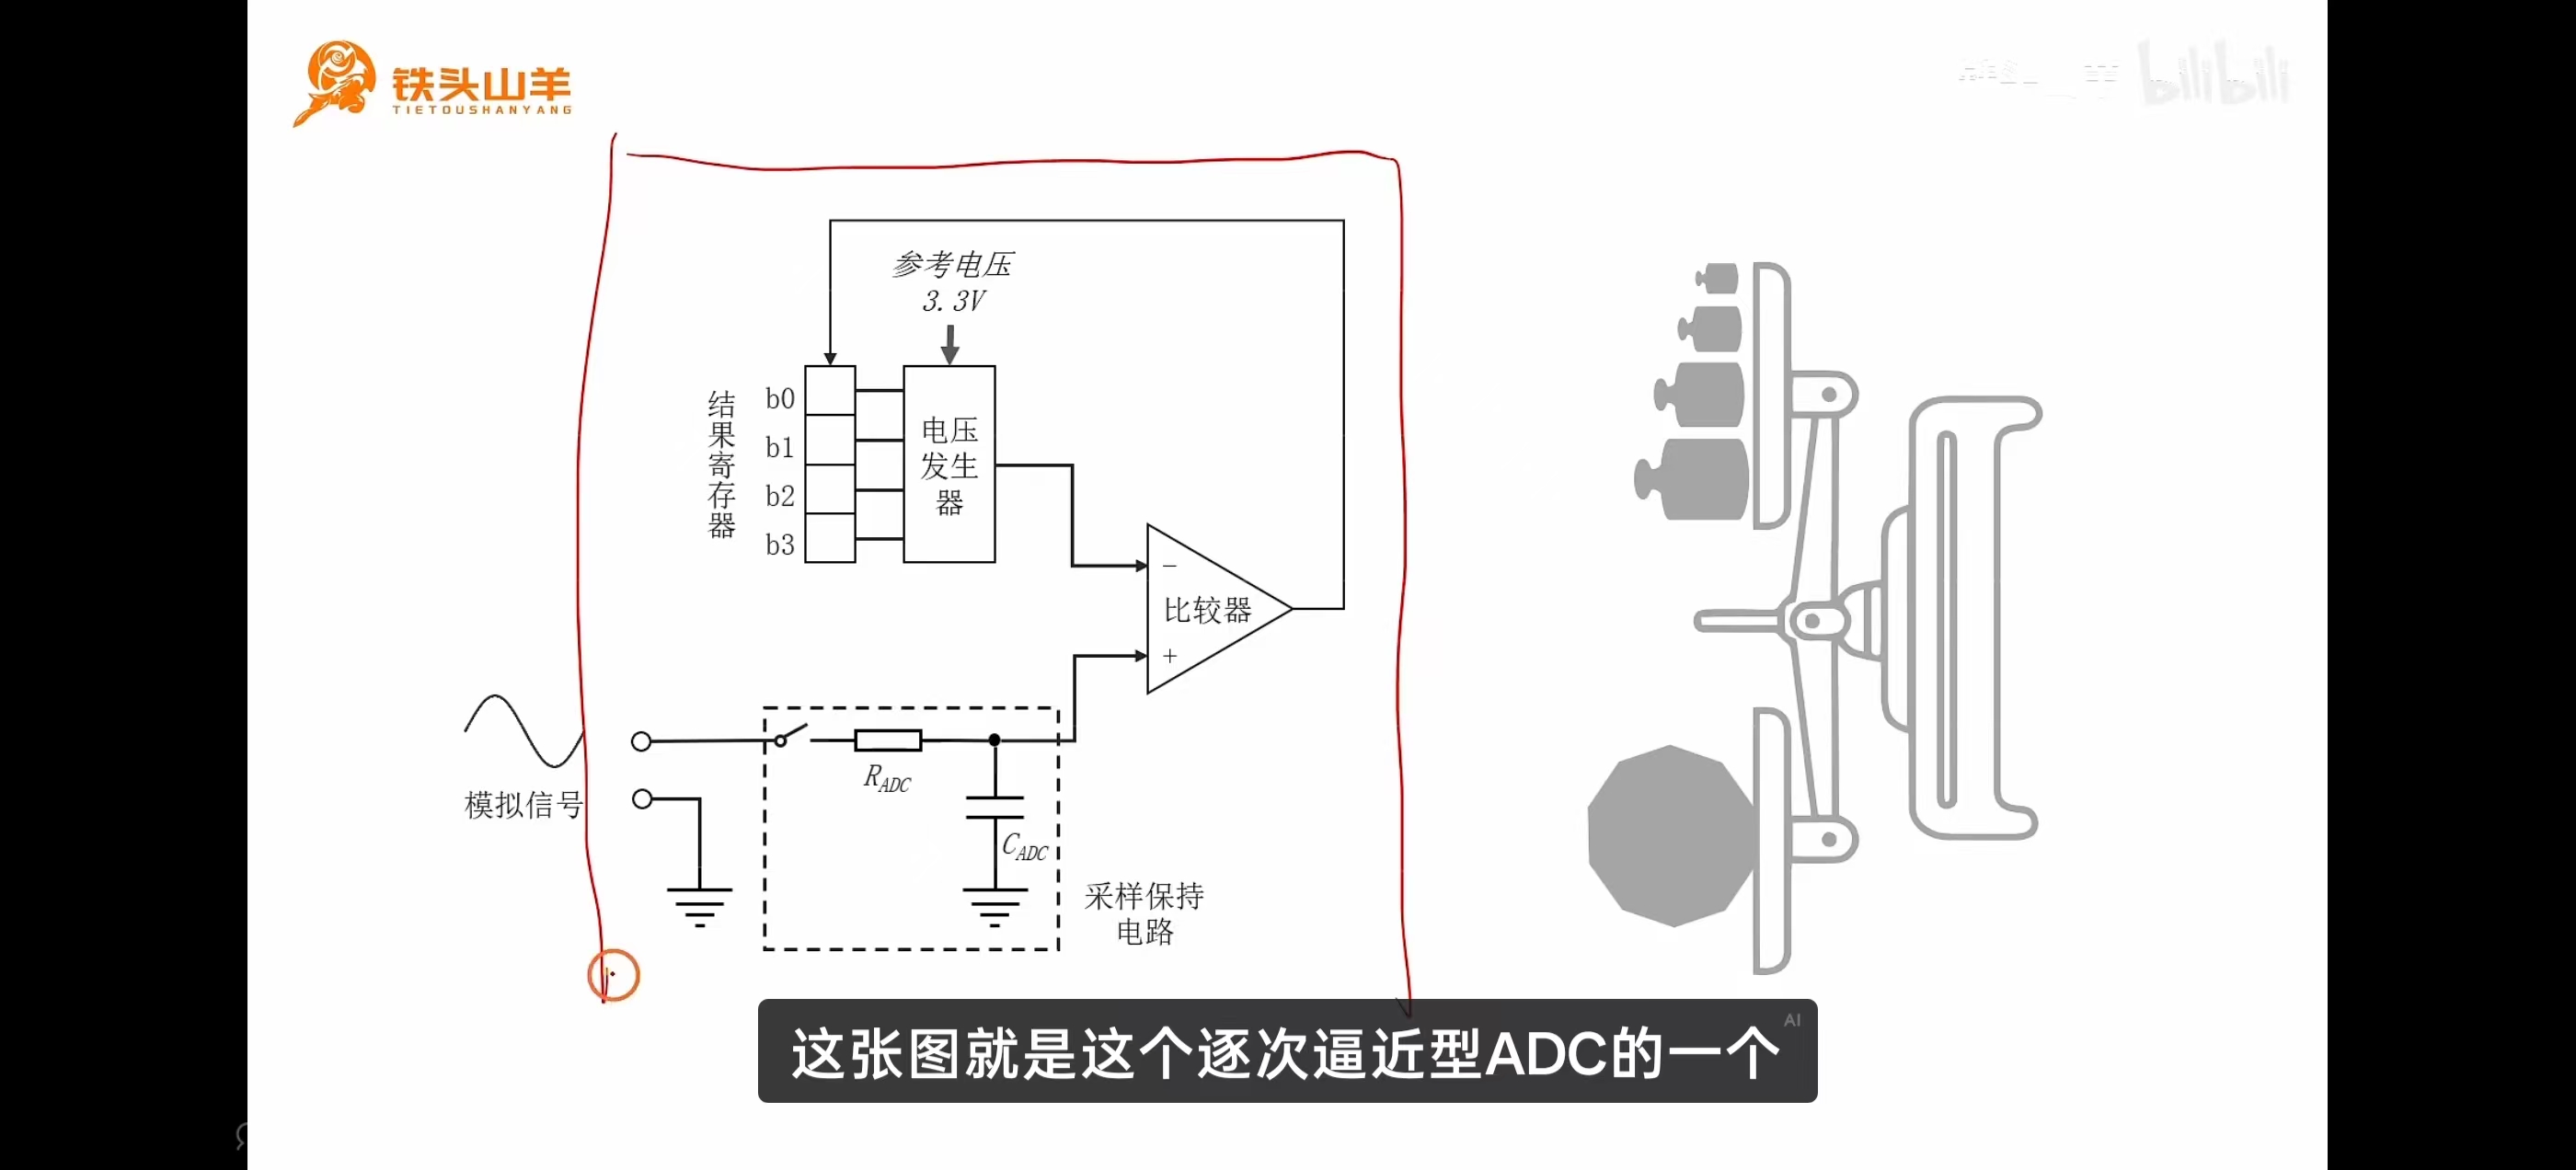 铁头山羊
TIETOUSHANYANG
bilibili
参考电压
3.3V
结果寄存器
b0
b1
b2
b3
电压
发生
器
−
比较器
+
模拟信号
R_ADC
C_ADC
采样保持
电路
AI
这张图就是这个逐次逼近型ADC的一个